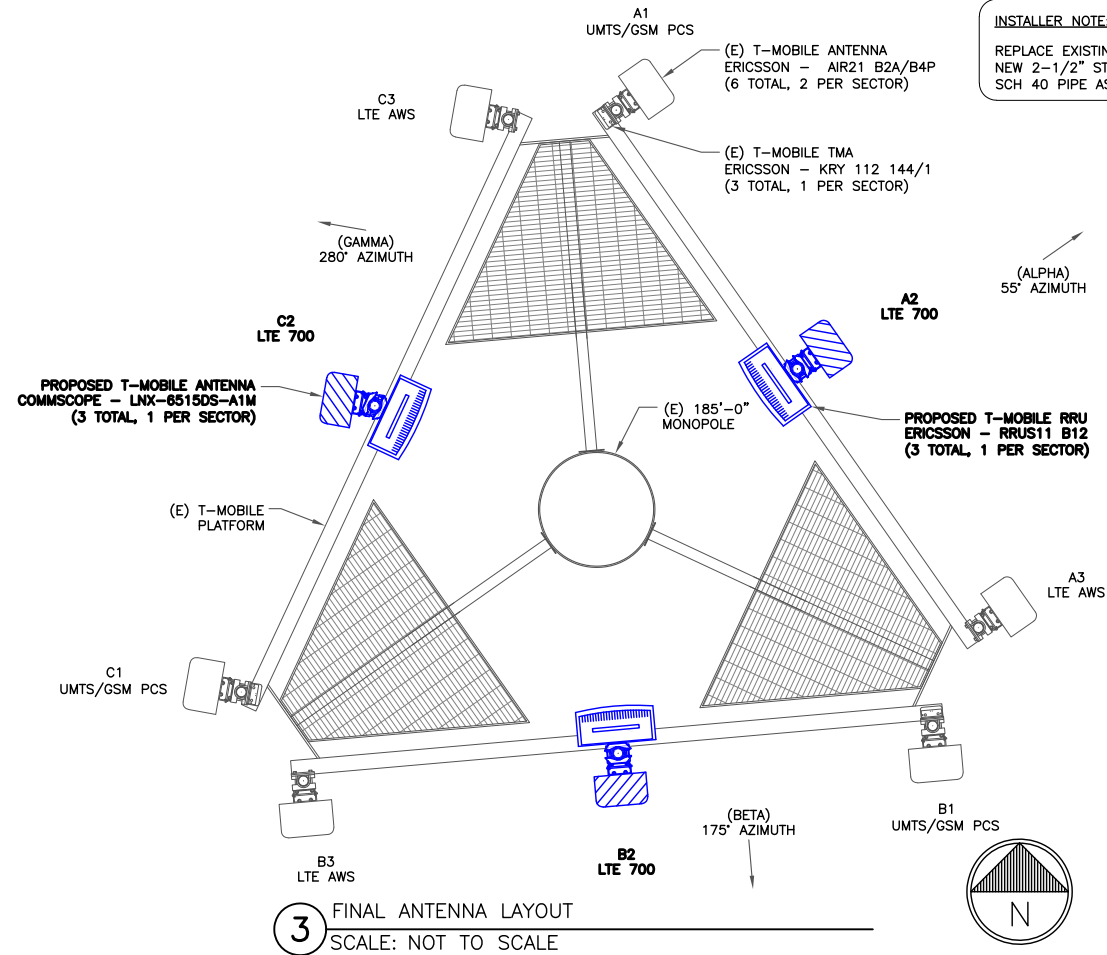 A1
UMTS/GSM PCS
INSTALLER NOTE:
REPLACE EXISTIN
NEW 2-1/2" ST
SCH 40 PIPE AS
(E) T-MOBILE ANTENNA
ERICSSON - AIR21 B2A/B4P
(6 TOTAL, 2 PER SECTOR)
C3
LTE AWS
(E) T-MOBILE TMA
ERICSSON - KRY 112 144/1
(3 TOTAL, 1 PER SECTOR)
(GAMMA)
280° AZIMUTH
(ALPHA)
55° AZIMUTH
C2
LTE 700
A2
LTE 700
PROPOSED T-MOBILE ANTENNA
COMMSCOPE - LNX-6515DS-A1M
(3 TOTAL, 1 PER SECTOR)
(E) 185'-0"
MONOPOLE
PROPOSED T-MOBILE RRU
ERICSSON - RRUS11 B12
(3 TOTAL, 1 PER SECTOR)
(E) T-MOBILE
PLATFORM
A3
LTE AWS
C1
UMTS/GSM PCS
(BETA)
175° AZIMUTH
B1
UMTS/GSM PCS
B3
LTE AWS
B2
LTE 700
N
3 FINAL ANTENNA LAYOUT
SCALE: NOT TO SCALE